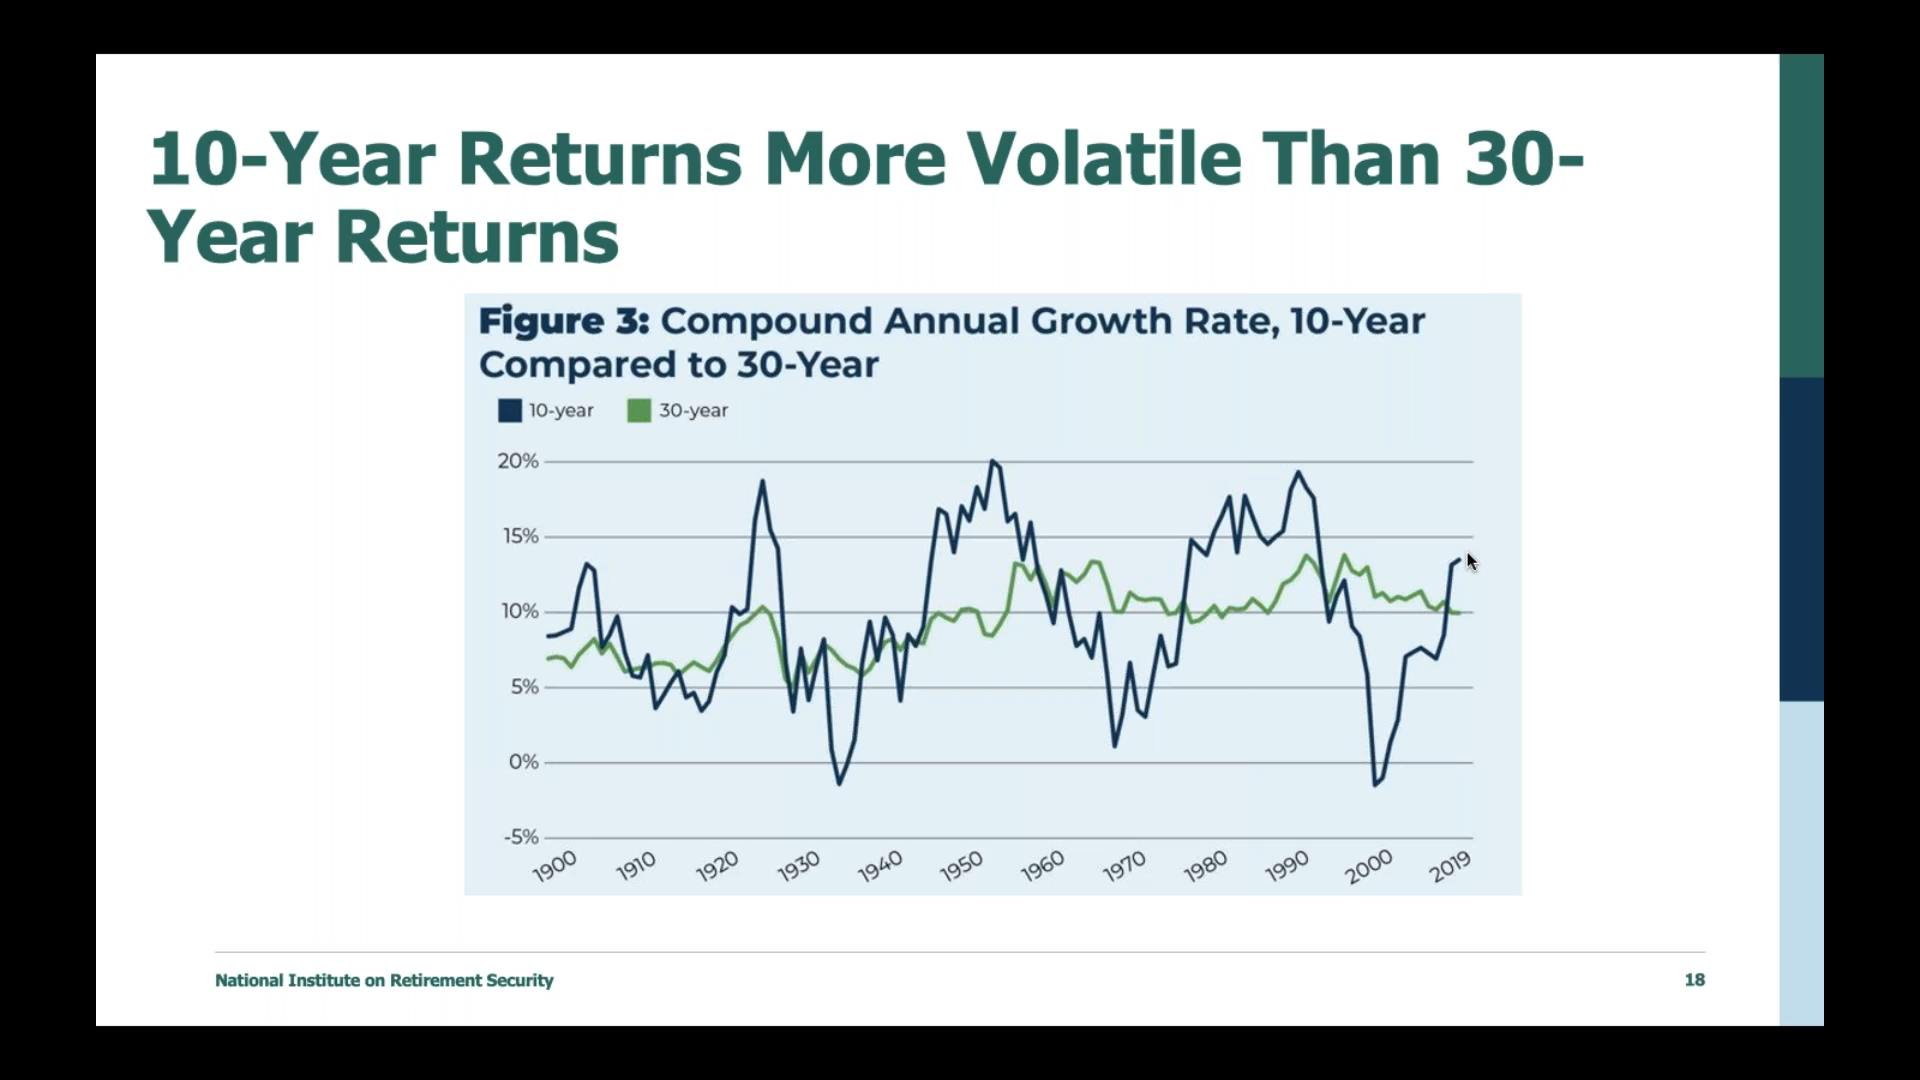 10-Year Returns More Volatile Than 30-
Year Returns
Figure 3: Compound Annual Growth Rate, 10-Year
Compared to 30-Year
10-year 30-year
20%
15%
10%
5%
0%
-5%
1900 1910 1920 1930 1940 1950 1960 1970 1980 1990 2000 2019
National Institute on Retirement Security 18